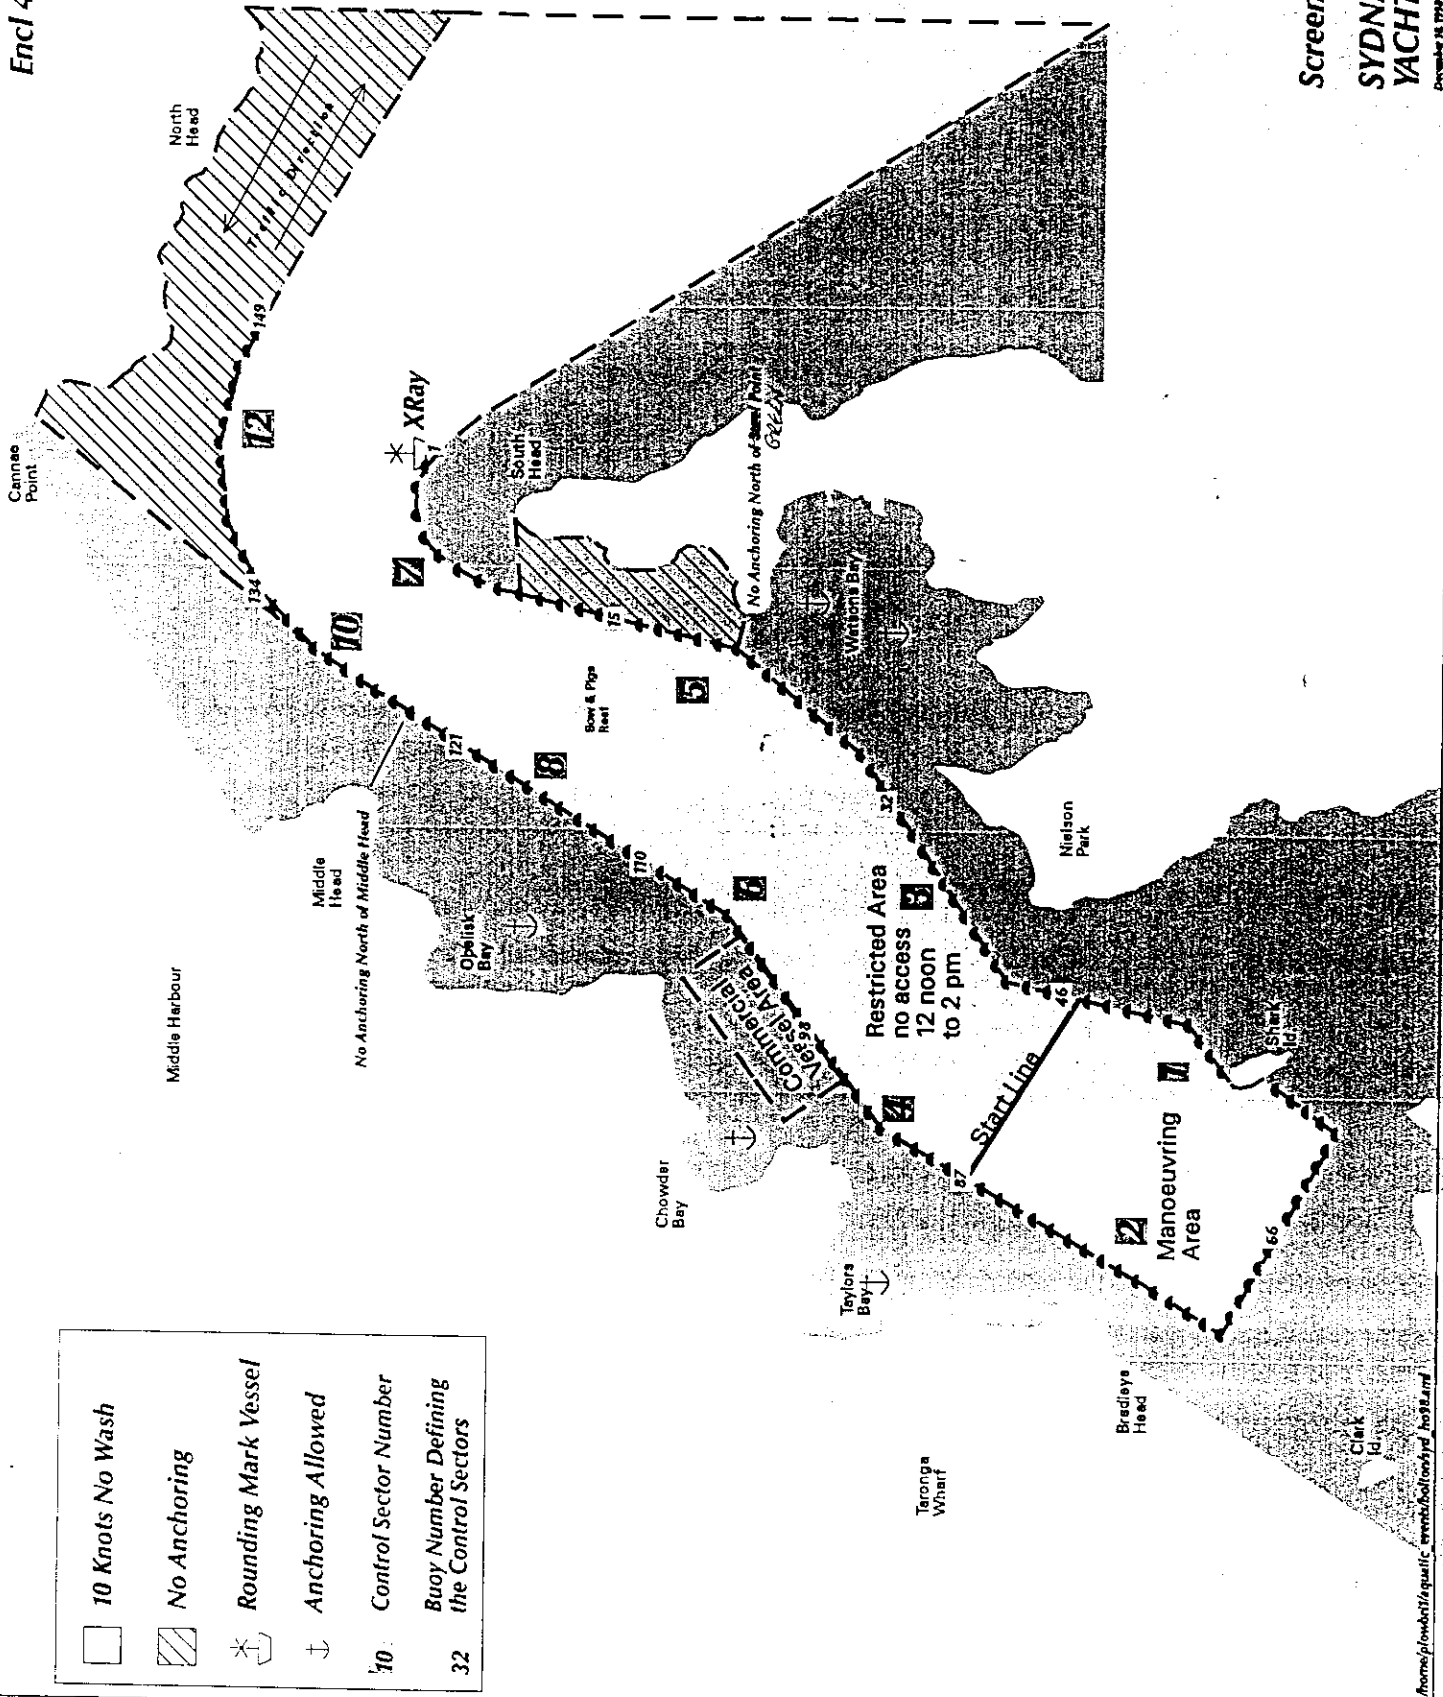 Encl 4
Screen
SYDN
YACHT
10 Knots No Wash
No Anchoring
Rounding Mark Vessel
Anchoring Allowed
10 Control Sector Number
32 Buoy Number Defining
the Control Sectors
Cannae
Point
North
Head
Traffic Direction
149
12
XRay
1
South
Head
134
7
10
15
No Anchoring North of
Green
Watsons Bay
Sow & Pigs
Reef
5
121
8
Middle
Head
No Anchoring North of Middle Head
Middle Harbour
Obelisk
Bay
110
6
32
Nielson
Park
Restricted Area
no access 3
12 noon
to 2 pm
Commercial
Vessel Area
98
46
Shark
Id.
Start Line
1
4
Chowder
Bay
87
2
Manoeuvring
Area
66
Taylors
Bay
Bradleys
Head
Clark
Id.
Taronga
Wharf